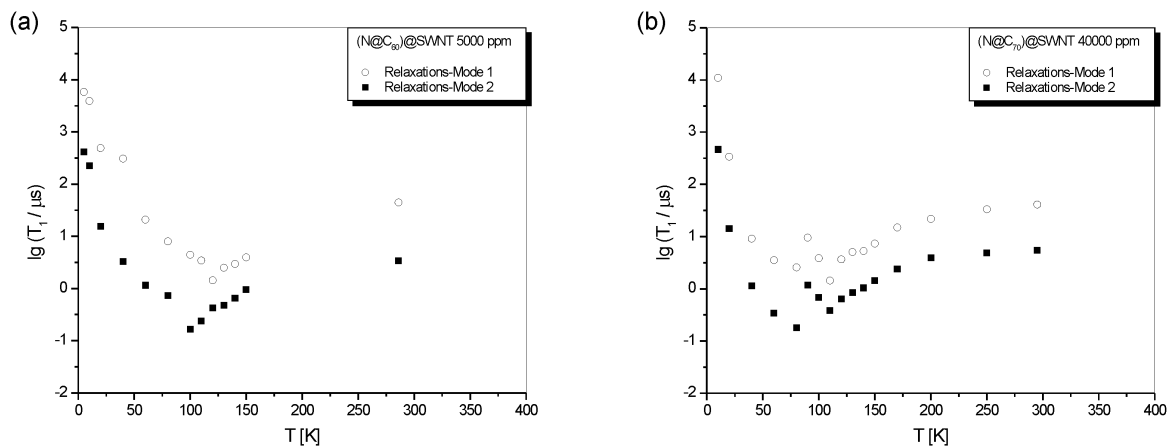 (a)
(N@C60)@SWNT 5000 ppm
Relaxations-Mode 1
Relaxations-Mode 2
lg (T1 / µs)
5
4
3
2
1
0
-1
-2
0 50 100 150 200 250 300 350 400
T [K]
(b)
(N@C70)@SWNT 40000 ppm
Relaxations-Mode 1
Relaxations-Mode 2
lg (T1 / µs)
5
4
3
2
1
0
-1
-2
0 50 100 150 200 250 300 350 400
T [K]